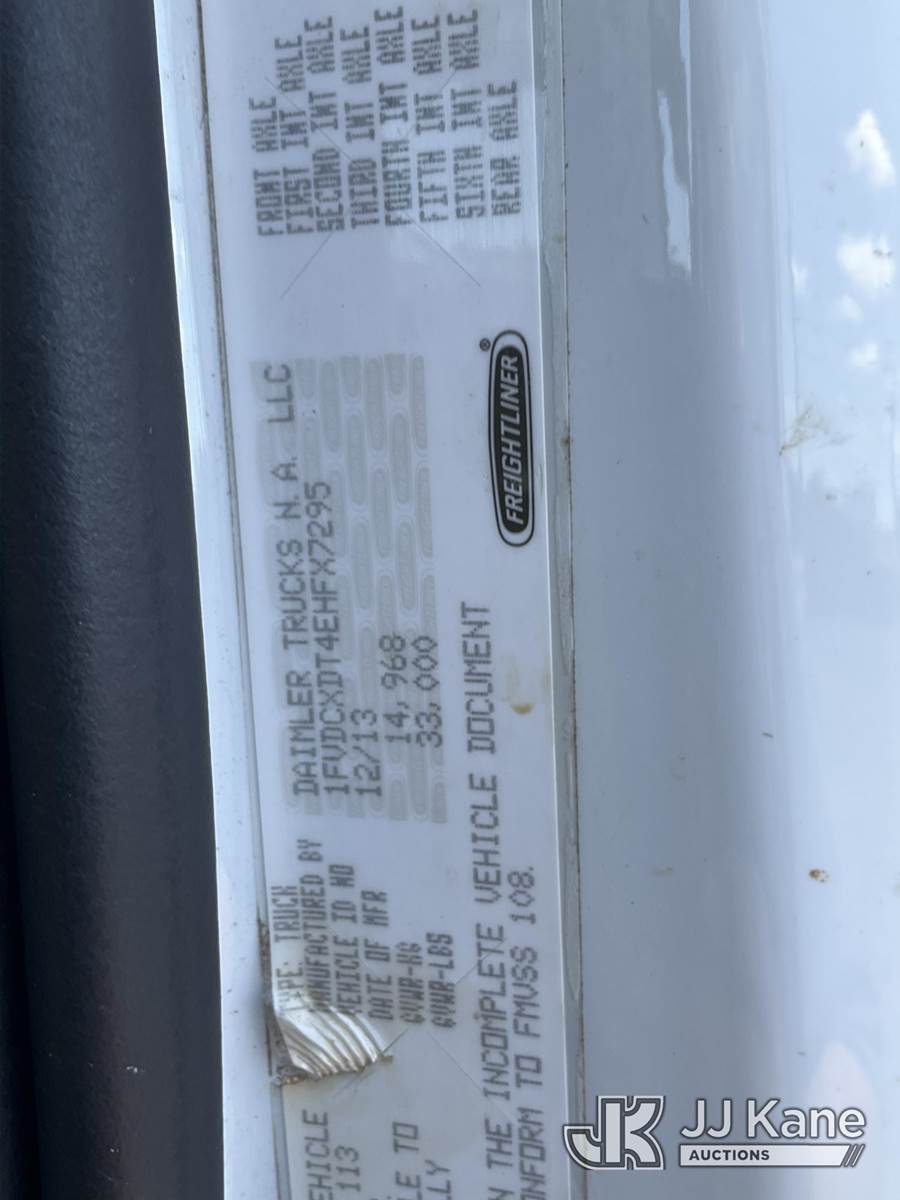 TYPE: TRUCK
MANUFACTURED BY DAIMLER TRUCKS N.A. LLC
VEHICLE ID NO 1FVDCXDT4EHFX7295
DATE OF MFR 12/13
GVWR-KG 14,968
GVWR-LBS 33,000
FRONT AXLE
FIRST INT AXLE
SECOND INT AXLE
THIRD INT AXLE
FOURTH INT AXLE
FIFTH INT AXLE
SIXTH INT AXLE
REAR AXLE
FREIGHTLINER®
EHICLE
113
LE TO
LLY
N THE INCOMPLETE VEHICLE DOCUMENT
ONFORM TO FMVSS 108.
JK JJ Kane
AUCTIONS